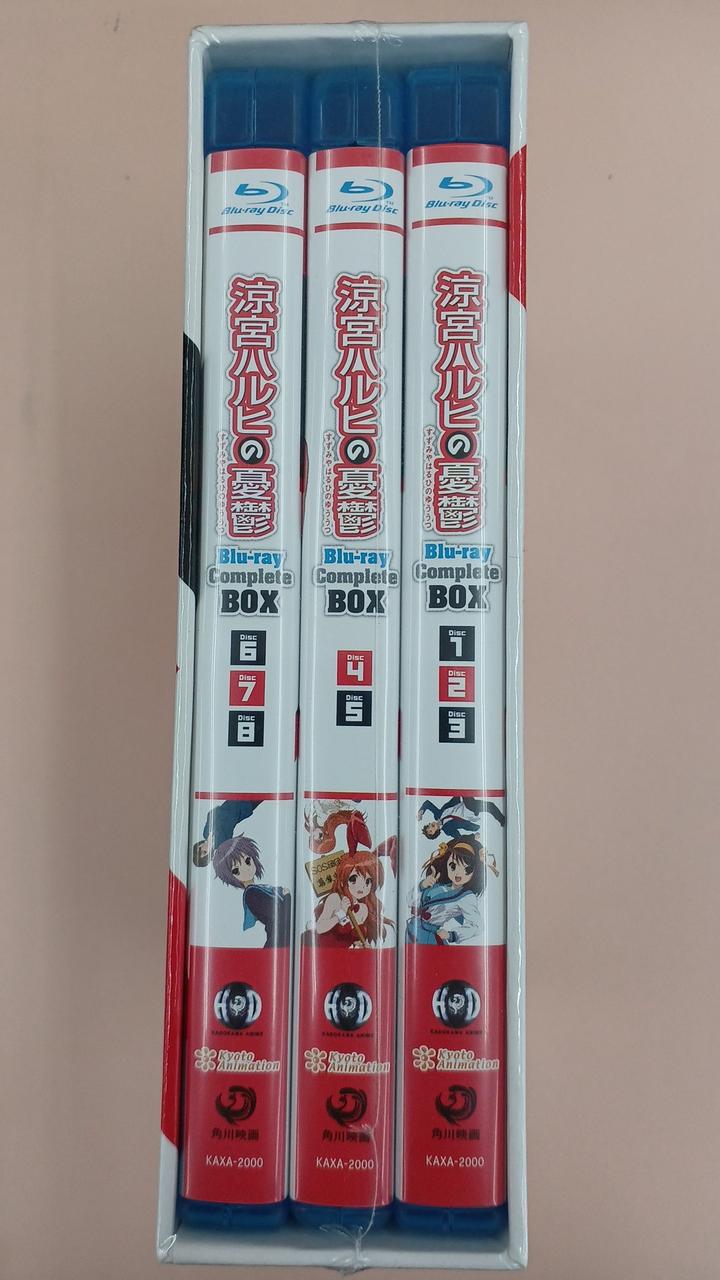 Blu-ray Disc™
涼宮ハルヒの憂鬱
すずみやはるひのゆううつ
Blu-ray
Complete
BOX
Disc
6
Disc
7
Disc
8
KADOKAWA ANIME
Kyoto
Animation
角川映画
KAXA-2000
Blu-ray Disc™
涼宮ハルヒの憂鬱
すずみやはるひのゆううつ
Blu-ray
Complete
BOX
Disc
4
Disc
5
HD
KADOKAWA ANIME
Kyoto
Animation
角川映画
KAXA-2000
Blu-ray Disc™
涼宮ハルヒの憂鬱
すずみやはるひのゆううつ
Blu-ray
Complete
BOX
Disc
1
Disc
2
Disc
3
HD
KADOKAWA ANIME
Kyoto
Animation
角川映画
KAXA-2000